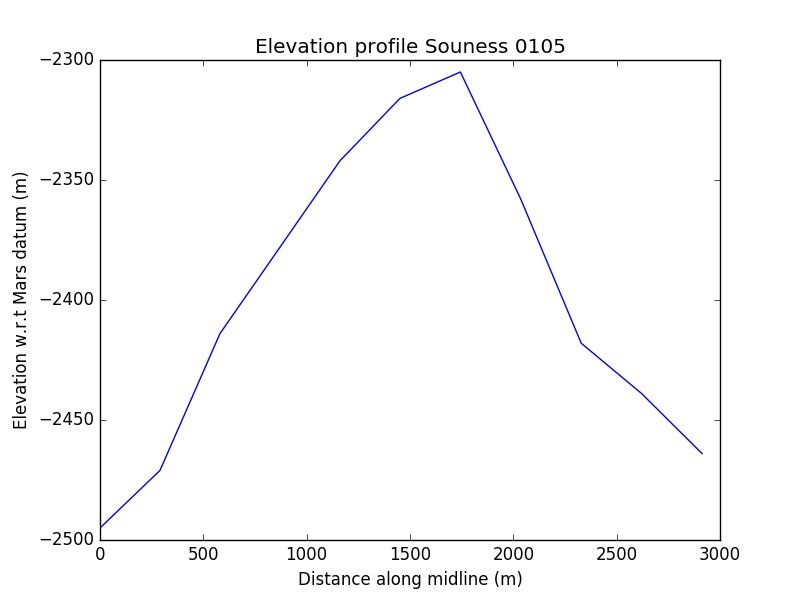 Elevation profile Souness 0105
−2300
−2350
−2400
−2450
−2500
Elevation w.r.t Mars datum (m)
0 500 1000 1500 2000 2500 3000
Distance along midline (m)